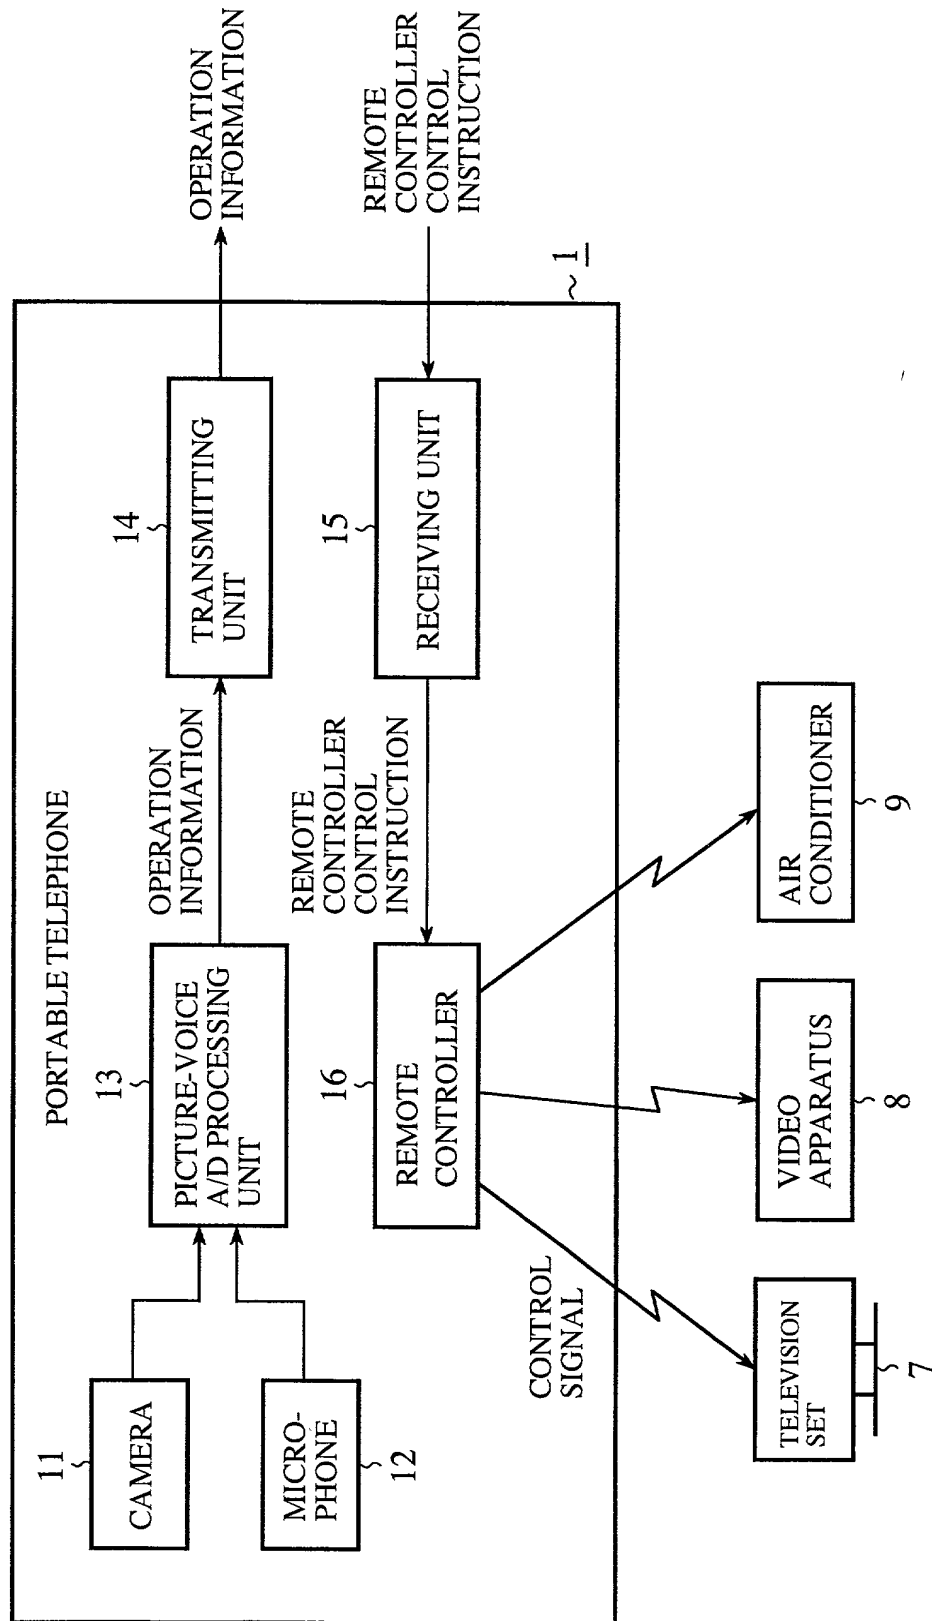 PORTABLE TELEPHONE
11
CAMERA
MICRO-
PHONE
12
13
PICTURE-VOICE
A/D PROCESSING
UNIT
OPERATION
INFORMATION
14
TRANSMITTING
UNIT
OPERATION
INFORMATION
16
REMOTE
CONTROLLER
REMOTE
CONTROLLER
CONTROL
INSTRUCTION
15
RECEIVING UNIT
REMOTE
CONTROLLER
CONTROL
INSTRUCTION
1
CONTROL
SIGNAL
TELEVISION
SET
7
VIDEO
APPARATUS
8
AIR
CONDITIONER
9